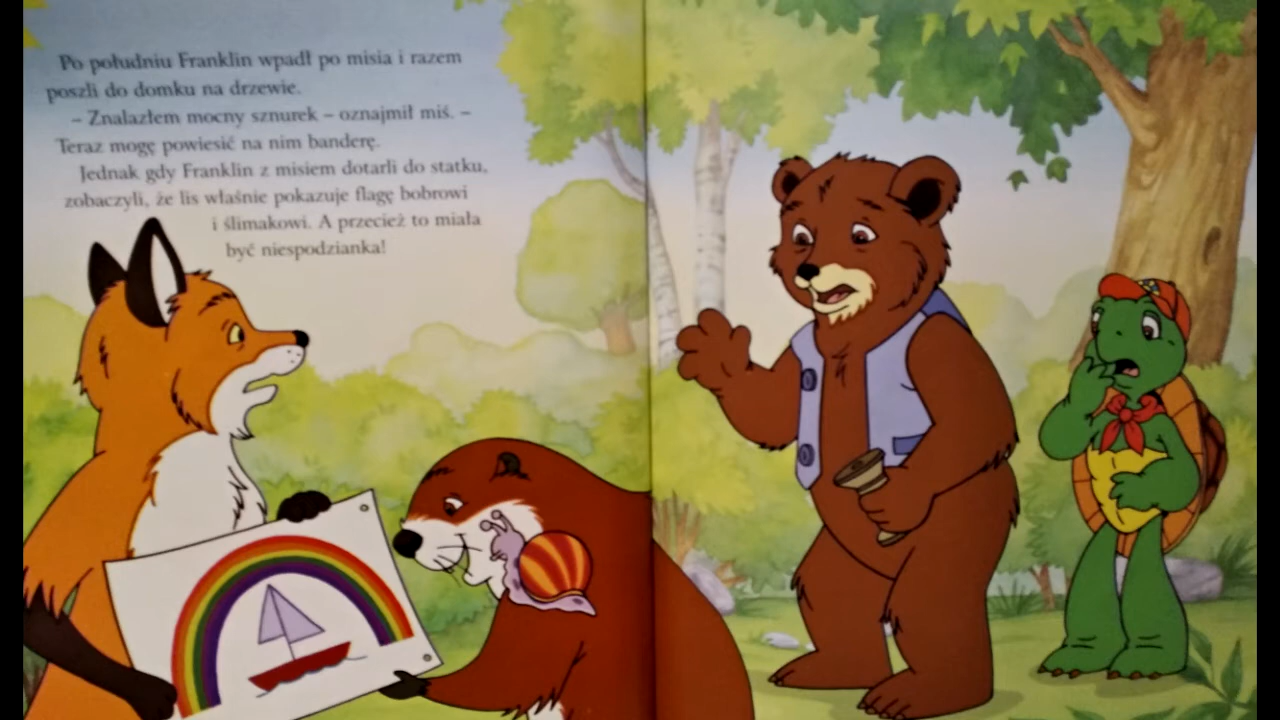 Po południu Franklin wpadł po misia i razem
poszli do domku na drzewie.
– Znalazłem mocny sznurek – oznajmił miś. –
Teraz mogę powiesić na nim banderę.
Jednak gdy Franklin z misiem dotarli do statku,
zobaczyli, że lis właśnie pokazuje flagę bobrowi
i ślimakowi. A przecież to miała
być niespodzianka!